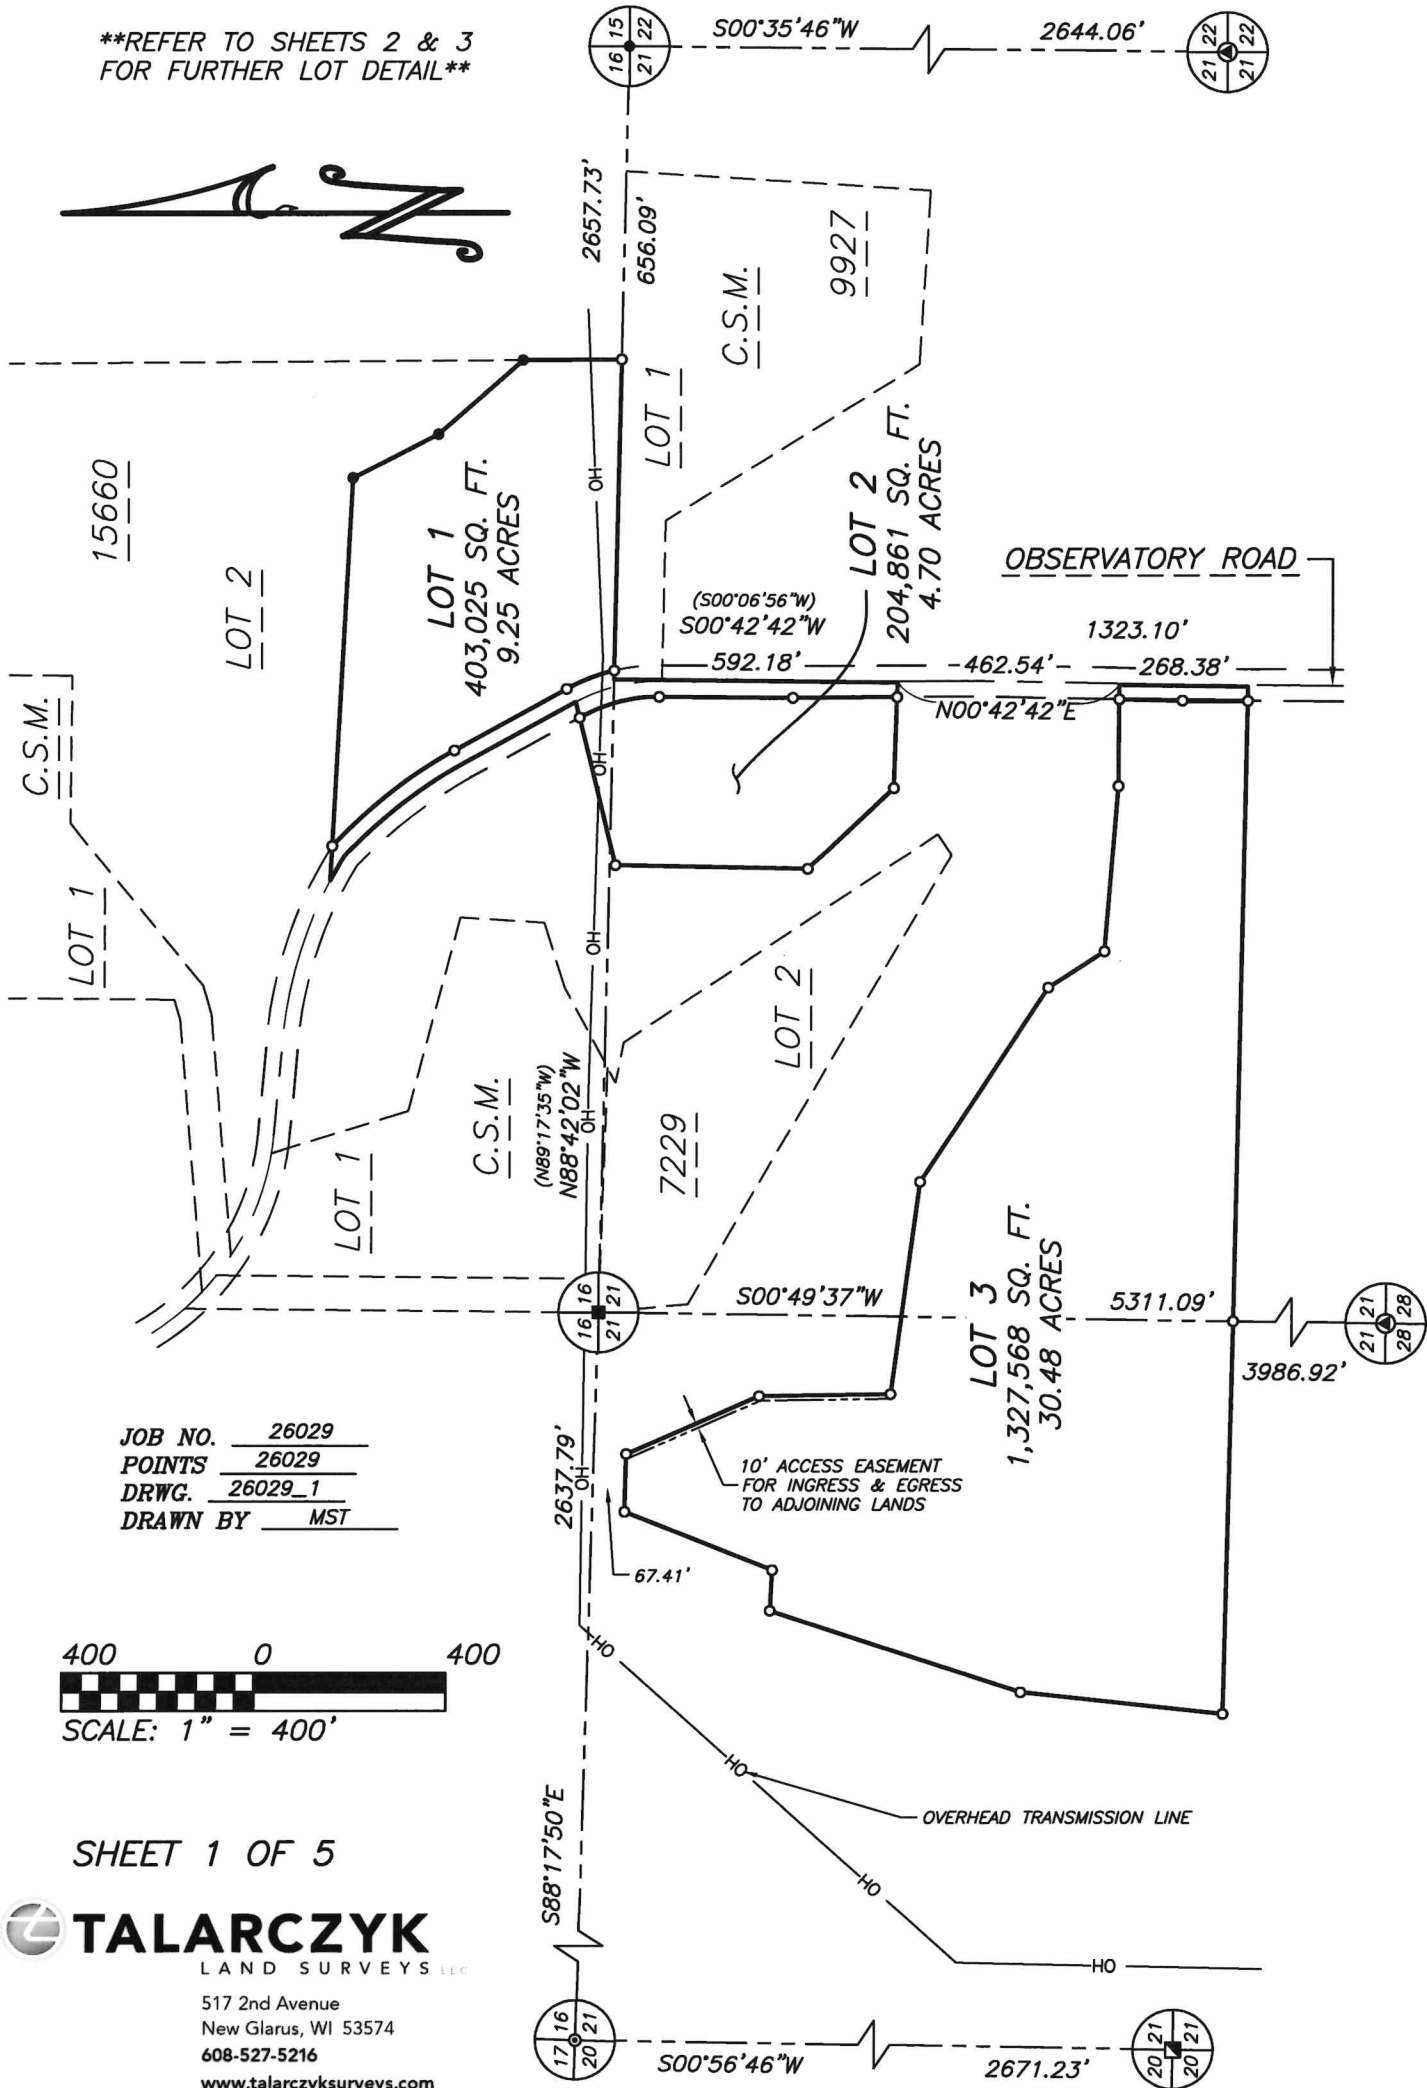 **REFER TO SHEETS 2 & 3
FOR FURTHER LOT DETAIL**
16 15
21 22
S00°35'46"W
2644.06'
21 22
21 22
N
2657.73'
656.09'
C.S.M.
9927
LOT 1
15660
LOT 2
C.S.M.
LOT 1
LOT 1
403,025 SQ. FT.
9.25 ACRES
OH
LOT 2
204,861 SQ. FT.
4.70 ACRES
OBSERVATORY ROAD
(S00°06'56"W)
S00°42'42"W
1323.10'
592.18'
462.54'
268.38'
N00°42'42"E
OH
OH
LOT 2
C.S.M.
7229
LOT 1
(N89°17'35"W)
N88°42'02"W
OH
Z
16 16
21 21
S00°49'37"W
5311.09'
21 21
28 28
3986.92'
LOT 3
1,327,568 SQ. FT.
30.48 ACRES
10' ACCESS EASEMENT
FOR INGRESS & EGRESS
TO ADJOINING LANDS
2637.79'
OH
67.41'
JOB NO. 26029
POINTS 26029
DRWG. 26029_1
DRAWN BY MST
400 0 400
SCALE: 1" = 400'
OH
OH
OVERHEAD TRANSMISSION LINE
OH
OH
S88°17'50"E
SHEET 1 OF 5
TALARCZYK
LAND SURVEYS LLC
517 2nd Avenue
New Glarus, WI 53574
608-527-5216
www.talarczyksurveys.com
17 16
20 21
S00°56'46"W
2671.23'
20 21
20 21